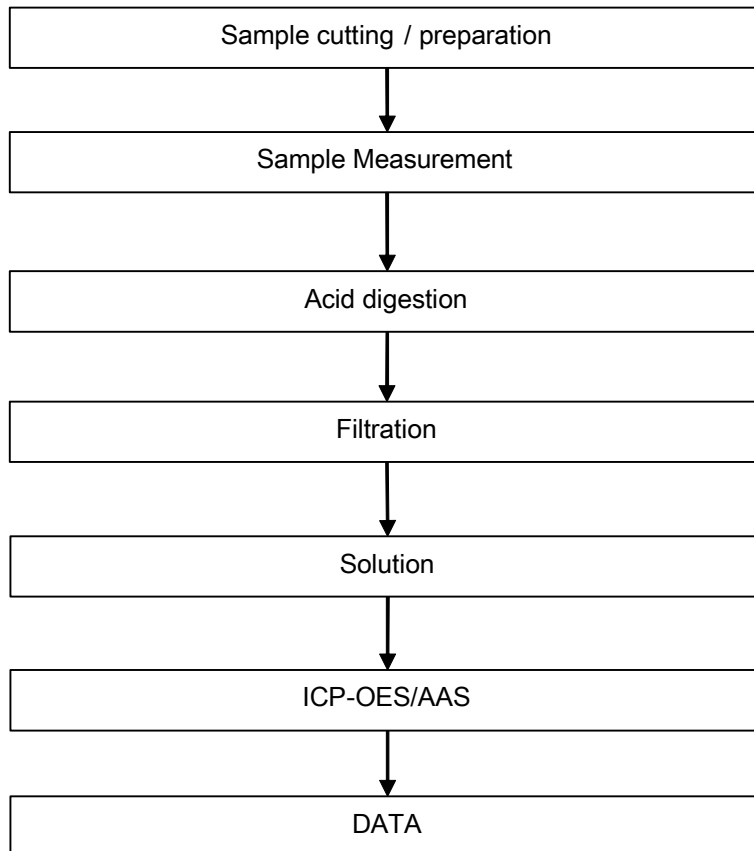 Sample cutting / preparation
Sample Measurement
Acid digestion
Filtration
Solution
ICP-OES/AAS
DATA